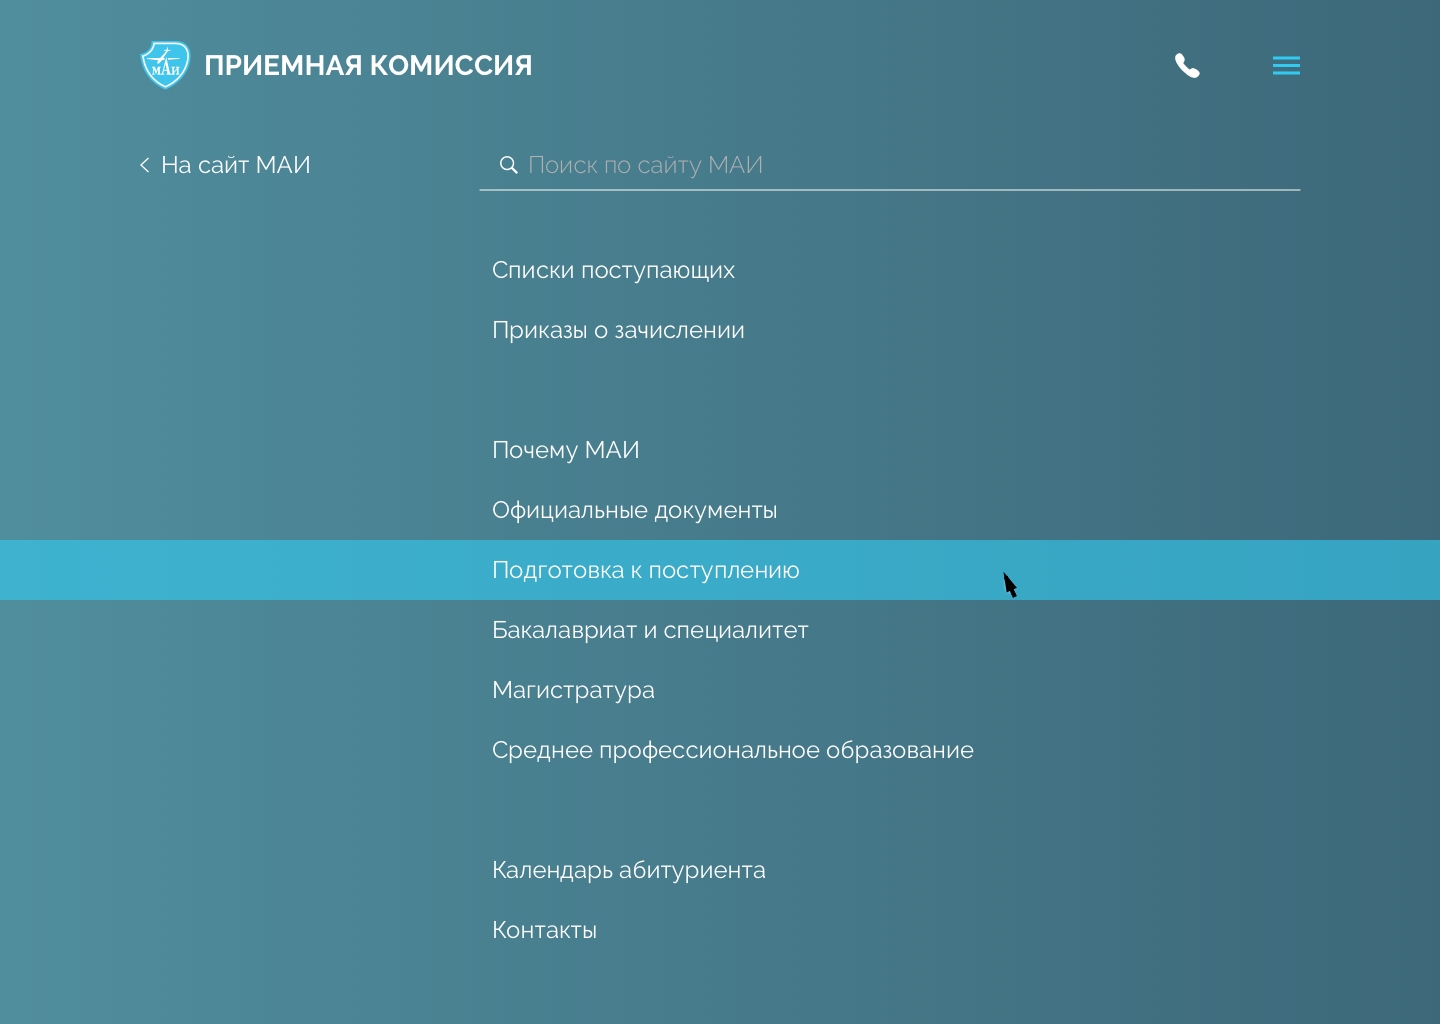 МАИ
ПРИЕМНАЯ КОМИССИЯ
На сайт МАИ
Поиск по сайту МАИ
Списки поступающих
Приказы о зачислении
Почему МАИ
Официальные документы
Подготовка к поступлению
Бакалавриат и специалитет
Магистратура
Среднее профессиональное образование
Календарь абитуриента
Контакты